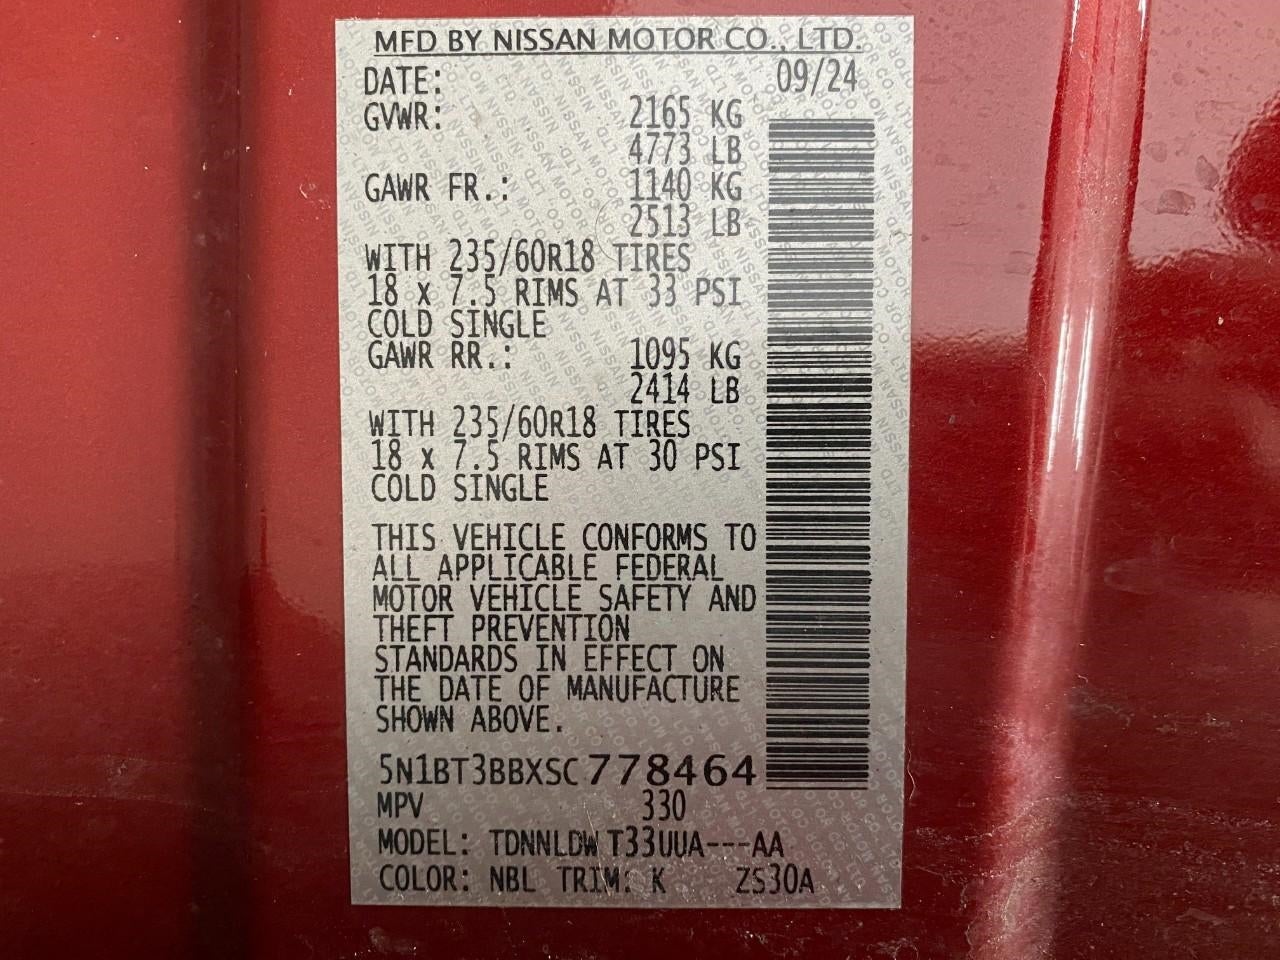 MFD BY NISSAN MOTOR CO., LTD.
DATE: 09/24
GVWR: 2165 KG
4773 LB
GAWR FR.: 1140 KG
2513 LB
WITH 235/60R18 TIRES
18 x 7.5 RIMS AT 33 PSI
COLD SINGLE
GAWR RR.: 1095 KG
2414 LB
WITH 235/60R18 TIRES
18 x 7.5 RIMS AT 30 PSI
COLD SINGLE
THIS VEHICLE CONFORMS TO
ALL APPLICABLE FEDERAL
MOTOR VEHICLE SAFETY AND
THEFT PREVENTION
STANDARDS IN EFFECT ON
THE DATE OF MANUFACTURE
SHOWN ABOVE.
5N1BT3BBXSC778464
MPV 330
MODEL: TDNNLDW T33UUA---AA
COLOR: NBL TRIM: K ZS30A